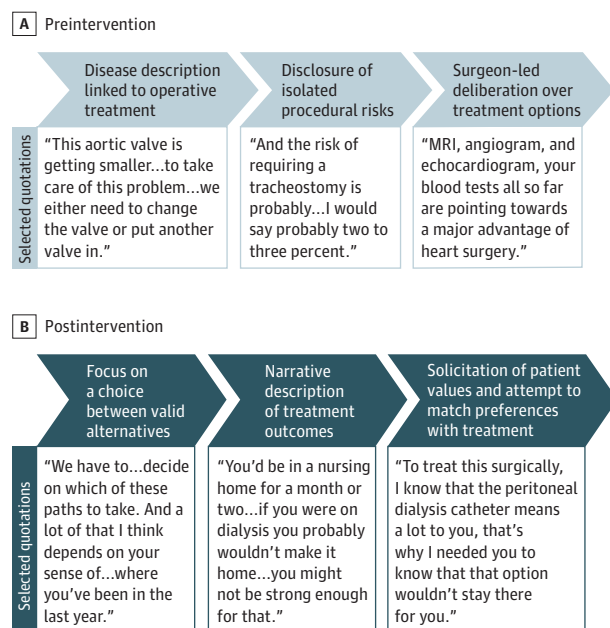 A Preintervention
Disease description
linked to operative
treatment
Disclosure of
isolated
procedural risks
Surgeon-led
deliberation over
treatment options
Selected quotations
“This aortic valve is
getting smaller...to take
care of this problem...we
either need to change
the valve or put another
valve in.”
“And the risk of
requiring a
tracheostomy is
probably...I would
say probably two to
three percent.”
“MRI, angiogram, and
echocardiogram, your
blood tests all so far
are pointing towards
a major advantage of
heart surgery.”
B Postintervention
Focus on
a choice
between valid
alternatives
Narrative
description
of treatment
outcomes
Solicitation of patient
values and attempt to
match preferences
with treatment
Selected quotations
“We have to...decide
on which of these
paths to take. And a
lot of that I think
depends on your
sense of...where
you’ve been in the
last year.”
“You’d be in a nursing
home for a month or
two...if you were on
dialysis you probably
wouldn’t make it
home...you might
not be strong enough
for that.”
“To treat this surgically,
I know that the peritoneal
dialysis catheter means
a lot to you, that’s
why I needed you to
know that that option
wouldn’t stay there
for you.”